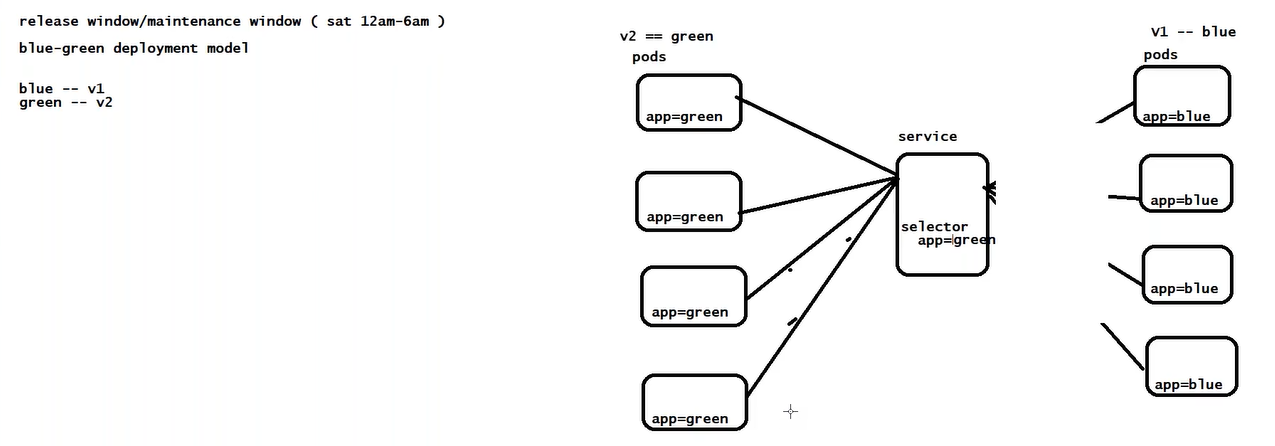 release window/maintenance window ( sat 12am-6am )
blue-green deployment model
blue -- v1
green -- v2
v2 == green
pods
app=green
app=green
app=green
app=green
service
selector
app=green
V1 -- blue
pods
app=blue
app=blue
app=blue
app=blue